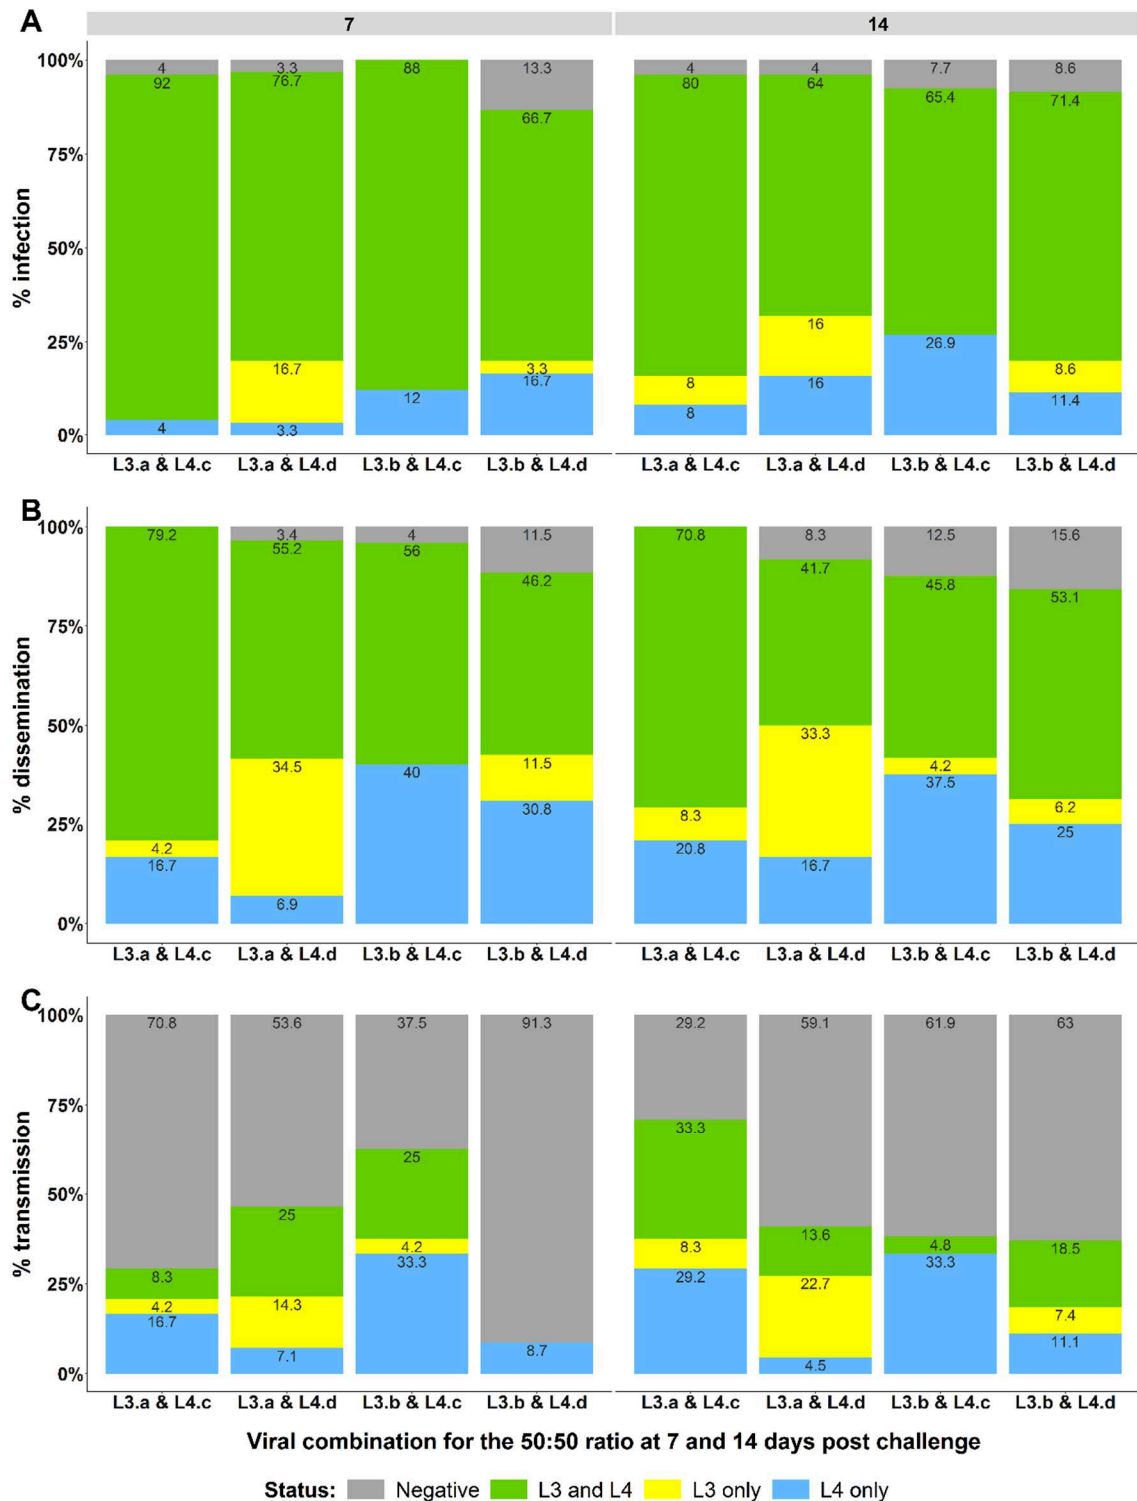 A
7 14
100% 4 3.3 88 13.3 4 4 7.7 8.6
92 76.7 66.7 80 64 65.4 71.4
75%
% infection
50%
25%
16.7 3.3 16 26.9
12 16.7 8 16 8.6
4 3.3 8 11.4
0%
L3.a & L4.c L3.a & L4.d L3.b & L4.c L3.b & L4.d L3.a & L4.c L3.a & L4.d L3.b & L4.c L3.b & L4.d
B
100% 79.2 3.4 4 11.5 70.8 8.3 12.5 15.6
55.2 56 46.2 41.7 45.8 53.1
75%
% dissemination
50%
34.5 40 11.5 33.3 4.2
30.8 37.5
25%
4.2 8.3 6.2
16.7 6.9 20.8 16.7 25
0%
L3.a & L4.c L3.a & L4.d L3.b & L4.c L3.b & L4.d L3.a & L4.c L3.a & L4.d L3.b & L4.c L3.b & L4.d
C
100% 70.8 53.6 37.5 91.3 29.2 59.1 61.9 63
75%
% transmission
25 33.3
50%
25 4.2 8.3 13.6 4.8 18.5
33.3 29.2 33.3
25%
8.3 14.3 22.7
4.2 7.4
16.7 7.1 8.7 4.5 11.1
0%
L3.a & L4.c L3.a & L4.d L3.b & L4.c L3.b & L4.d L3.a & L4.c L3.a & L4.d L3.b & L4.c L3.b & L4.d
Viral combination for the 50:50 ratio at 7 and 14 days post challenge
Status: Negative L3 and L4 L3 only L4 only